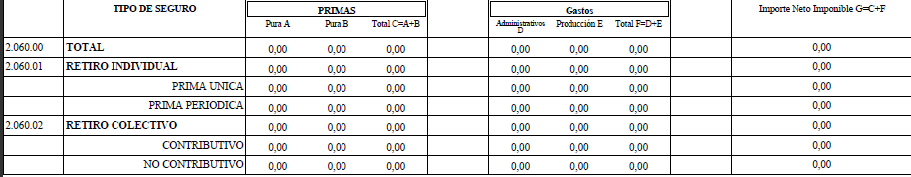 TIPO DE SEGURO PRIMAS Gastos Importe Neto Imponible G=C+F
Pura A Pura B Total C=A+B Administrativos D Producción E Total F=D+E
2.060.00 TOTAL 0,00 0,00 0,00 0,00 0,00 0,00 0,00
2.060.01 RETIRO INDIVIDUAL 0,00 0,00 0,00 0,00 0,00 0,00 0,00
PRIMA UNICA 0,00 0,00 0,00 0,00 0,00 0,00 0,00
PRIMA PERIODICA 0,00 0,00 0,00 0,00 0,00 0,00 0,00
2.060.02 RETIRO COLECTIVO 0,00 0,00 0,00 0,00 0,00 0,00 0,00
CONTRIBUTIVO 0,00 0,00 0,00 0,00 0,00 0,00 0,00
NO CONTRIBUTIVO 0,00 0,00 0,00 0,00 0,00 0,00 0,00